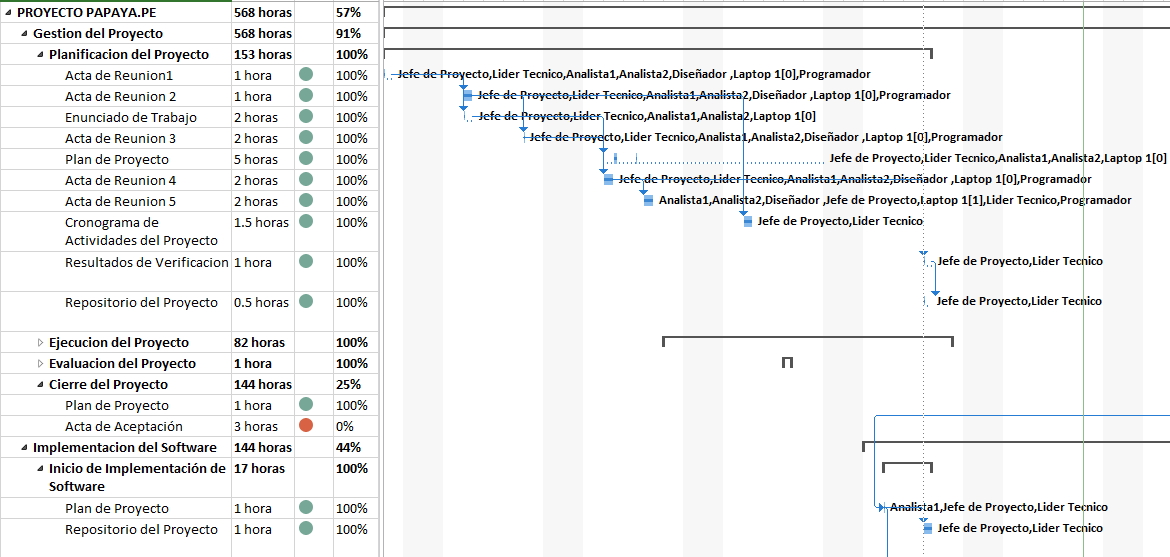 PROYECTO PAPAYA.PE 568 horas 57%
Gestion del Proyecto 568 horas 91%
Planificacion del Proyecto 153 horas 100%
Acta de Reunion1 1 hora 100% Jefe de Proyecto,Lider Tecnico,Analista1,Analista2,Diseñador ,Laptop 1[0],Programador
Acta de Reunion 2 1 hora 100% Jefe de Proyecto,Lider Tecnico,Analista1,Analista2,Diseñador ,Laptop 1[0],Programador
Enunciado de Trabajo 2 horas 100% Jefe de Proyecto,Lider Tecnico,Analista1,Analista2,Laptop 1[0]
Acta de Reunion 3 2 horas 100% Jefe de Proyecto,Lider Tecnico,Analista1,Analista2,Diseñador ,Laptop 1[0],Programador
Plan de Proyecto 5 horas 100% Jefe de Proyecto,Lider Tecnico,Analista1,Analista2,Laptop 1[0]
Acta de Reunion 4 2 horas 100% Jefe de Proyecto,Lider Tecnico,Analista1,Analista2,Diseñador ,Laptop 1[0],Programador
Acta de Reunion 5 2 horas 100% Analista1,Analista2,Diseñador ,Jefe de Proyecto,Laptop 1[1],Lider Tecnico,Programador
Cronograma de 1.5 horas 100% Jefe de Proyecto,Lider Tecnico
Actividades del Proyecto
Resultados de Verificacion 1 hora 100% Jefe de Proyecto,Lider Tecnico
Repositorio del Proyecto 0.5 horas 100% Jefe de Proyecto,Lider Tecnico
Ejecucion del Proyecto 82 horas 100%
Evaluacion del Proyecto 1 hora 100%
Cierre del Proyecto 144 horas 25%
Plan de Proyecto 1 hora 100%
Acta de Aceptación 3 horas 0%
Implementacion del Software 144 horas 44%
Inicio de Implementación de 17 horas 100%
Software
Plan de Proyecto 1 hora 100% Analista1,Jefe de Proyecto,Lider Tecnico
Repositorio del Proyecto 1 hora 100% Jefe de Proyecto,Lider Tecnico